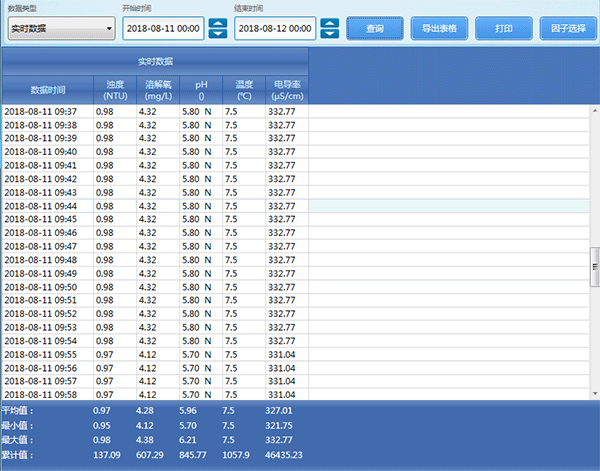 数据类型 开始时间 结束时间
实时数据 2018-08-11 00:00 2018-08-12 00:00 查询 导出表格 打印 因子选择
实时数据
数据时间 浊度 (NTU) 溶解氧 (mg/L) pH () 温度 (℃) 电导率 (µS/cm)
2018-08-11 09:37 0.98 4.32 5.80 N 7.5 332.77
2018-08-11 09:38 0.98 4.32 5.80 N 7.5 332.77
2018-08-11 09:39 0.98 4.32 5.80 N 7.5 332.77
2018-08-11 09:40 0.98 4.32 5.80 N 7.5 332.77
2018-08-11 09:41 0.98 4.32 5.80 N 7.5 332.77
2018-08-11 09:42 0.98 4.32 5.80 N 7.5 332.77
2018-08-11 09:43 0.98 4.32 5.80 N 7.5 332.77
2018-08-11 09:44 0.98 4.32 5.80 N 7.5 332.77
2018-08-11 09:45 0.98 4.32 5.80 N 7.5 332.77
2018-08-11 09:46 0.98 4.32 5.80 N 7.5 332.77
2018-08-11 09:47 0.98 4.32 5.80 N 7.5 332.77
2018-08-11 09:48 0.98 4.32 5.80 N 7.5 332.77
2018-08-11 09:49 0.98 4.32 5.80 N 7.5 332.77
2018-08-11 09:50 0.98 4.32 5.80 N 7.5 332.77
2018-08-11 09:51 0.98 4.32 5.80 N 7.5 332.77
2018-08-11 09:52 0.98 4.32 5.80 N 7.5 332.77
2018-08-11 09:53 0.98 4.32 5.80 N 7.5 332.77
2018-08-11 09:54 0.98 4.32 5.80 N 7.5 332.77
2018-08-11 09:55 0.97 4.12 5.70 N 7.5 331.04
2018-08-11 09:56 0.97 4.12 5.70 N 7.5 331.04
2018-08-11 09:57 0.97 4.12 5.70 N 7.5 331.04
2018-08-11 09:58 0.97 4.12 5.70 N 7.5 331.04
平均值： 0.97 4.28 5.96 7.5 327.01
最小值： 0.95 4.12 5.70 7.5 321.75
最大值： 0.98 4.38 6.21 7.5 332.77
累计值： 137.09 607.29 845.77 1057.9 46435.23